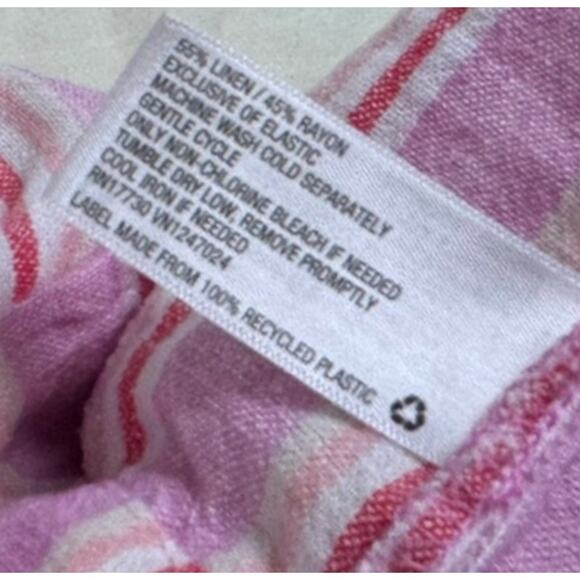 55% LINEN / 45% RAYON
EXCLUSIVE OF ELASTIC
MACHINE WASH COLD SEPARATELY
GENTLE CYCLE
ONLY NON-CHLORINE BLEACH IF NEEDED
TUMBLE DRY LOW. REMOVE PROMPTLY
COOL IRON IF NEEDED
RN17730 VN1247024
LABEL MADE FROM 100% RECYCLED PLASTIC